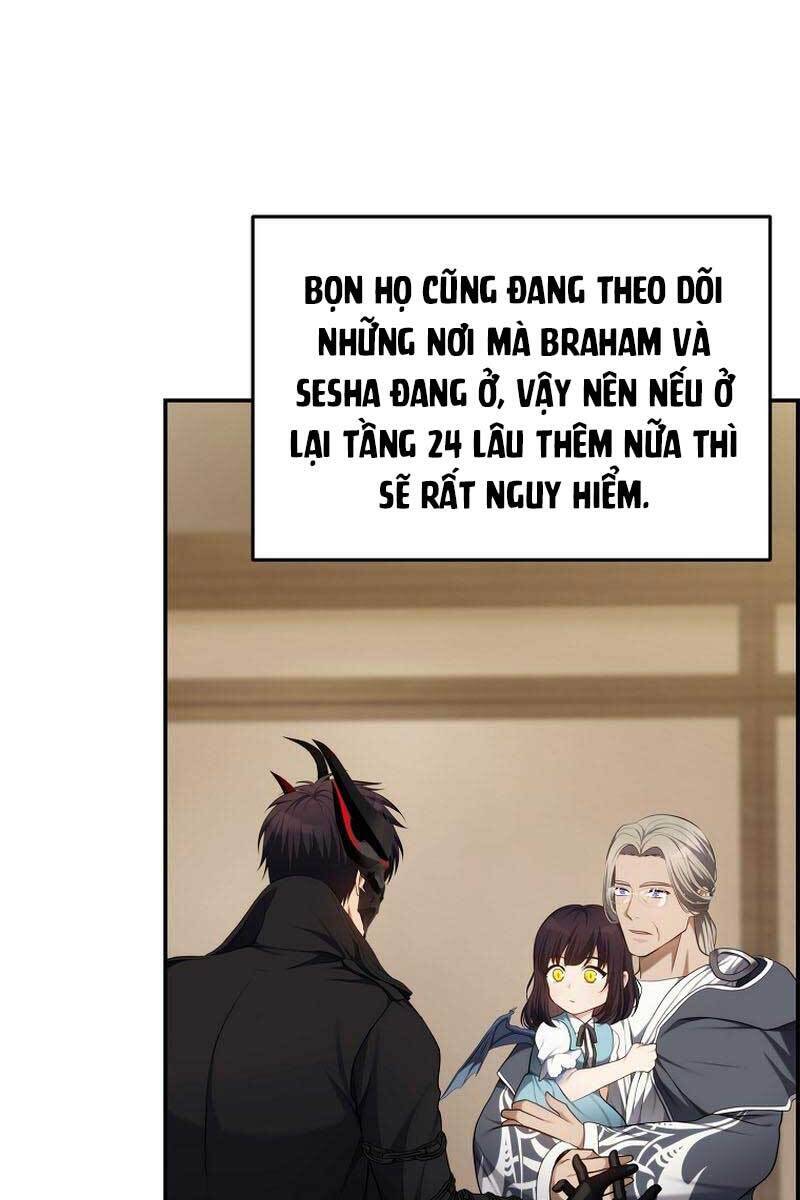 BỌN HỌ CŨNG ĐANG THEO DÕI
NHỮNG NƠI MÀ BRAHAM VÀ
SESHA ĐANG Ở, VẬY NÊN NẾU Ở
LẠI TẦNG 24 LÂU THÊM NỮA THÌ
SẼ RẤT NGUY HIỂM.